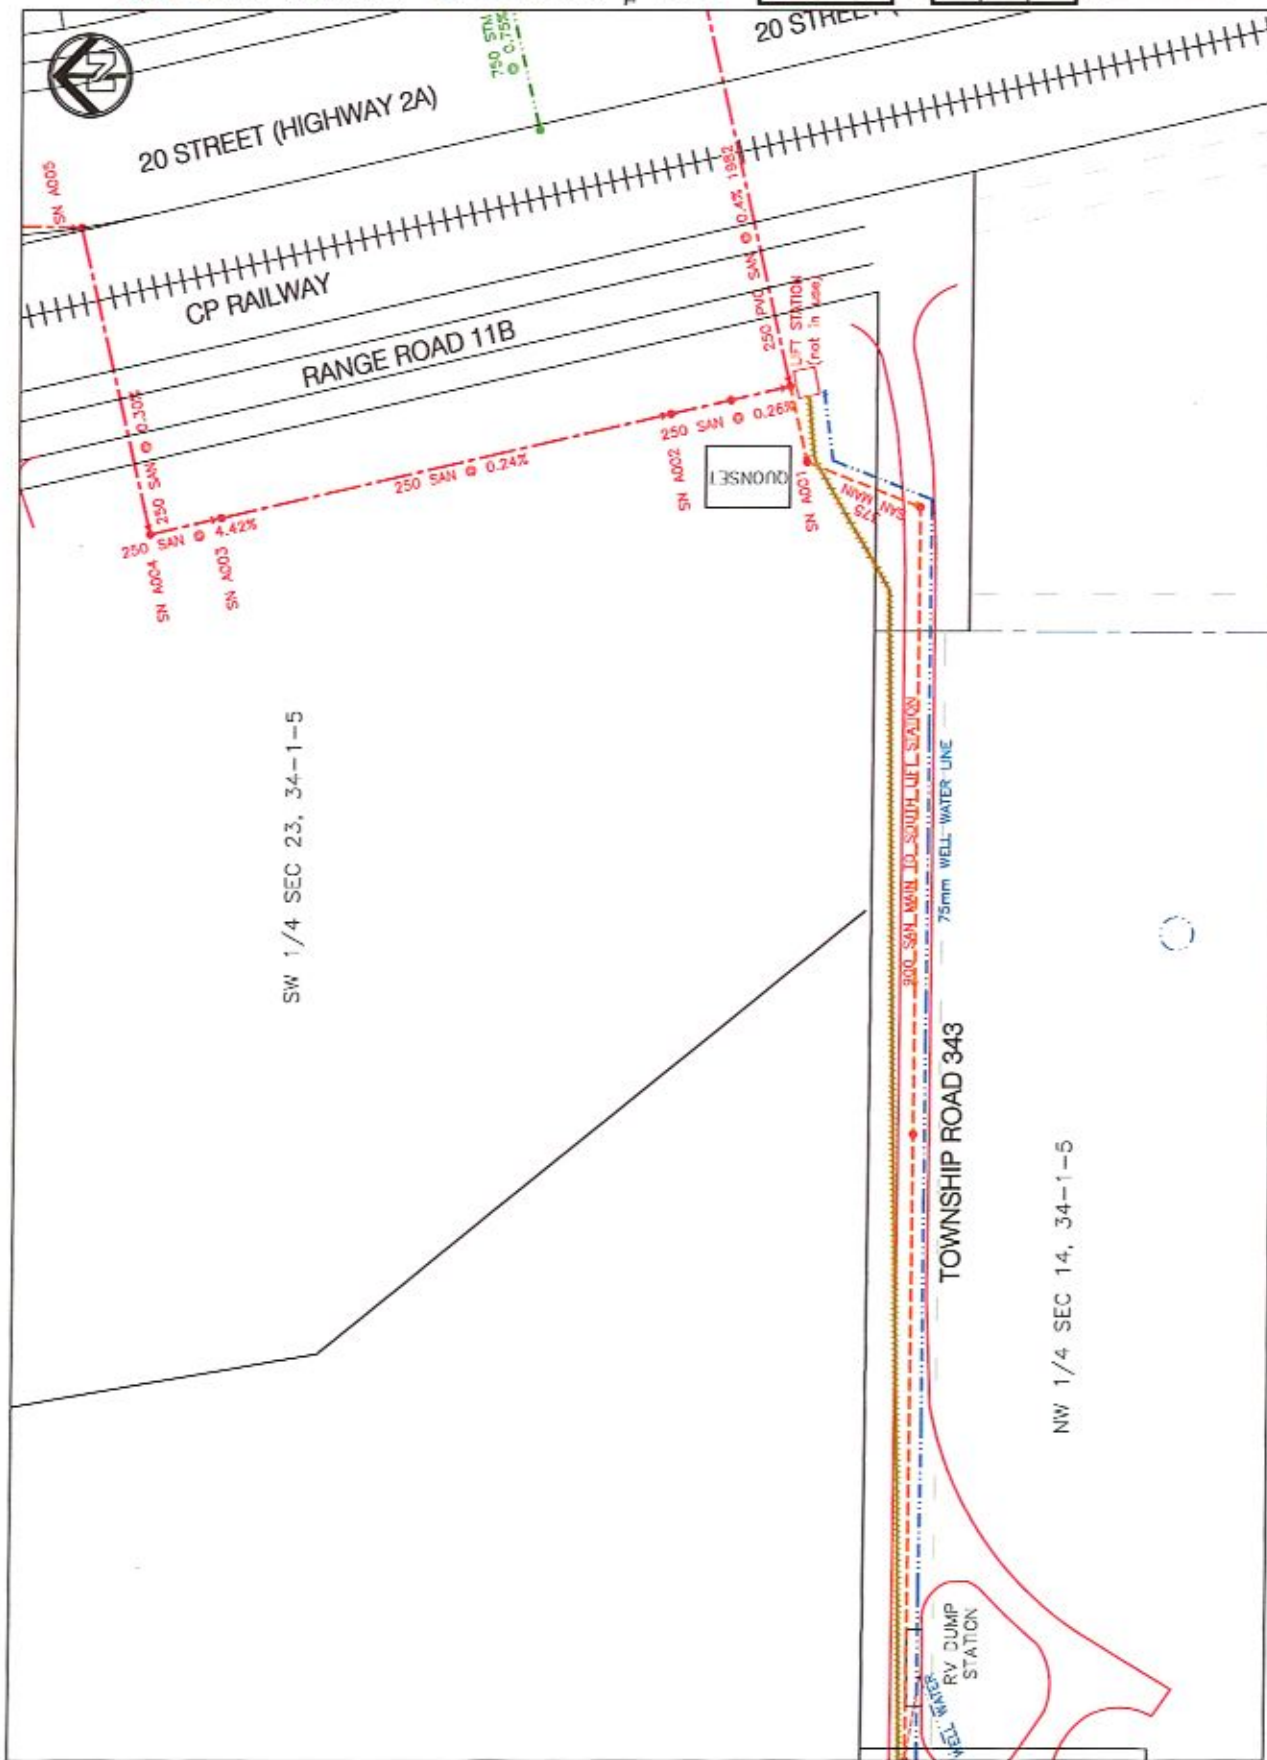 20 STREET (
750 STM
@ 0.75%
20 STREET (HIGHWAY 2A)
SN A005
CP RAILWAY
RANGE ROAD 11B
250 PVC SAN @ 0.4% 1982
LIFT STATION
(not in use)
250 SAN @ 0.30%
250 SAN @ 0.26%
250 SAN @ 0.24%
250 SAN @ 4.42%
SN A004
SN A003
SN A002
SN A001
QUONSET
375
SAN MAIN
SW 1/4 SEC 23, 34-1-5
900 SAN MAIN TO SOUTH LIFT STATION
75mm WELL WATER LINE
TOWNSHIP ROAD 343
NW 1/4 SEC 14, 34-1-5
RV DUMP
STATION
WELL WATER